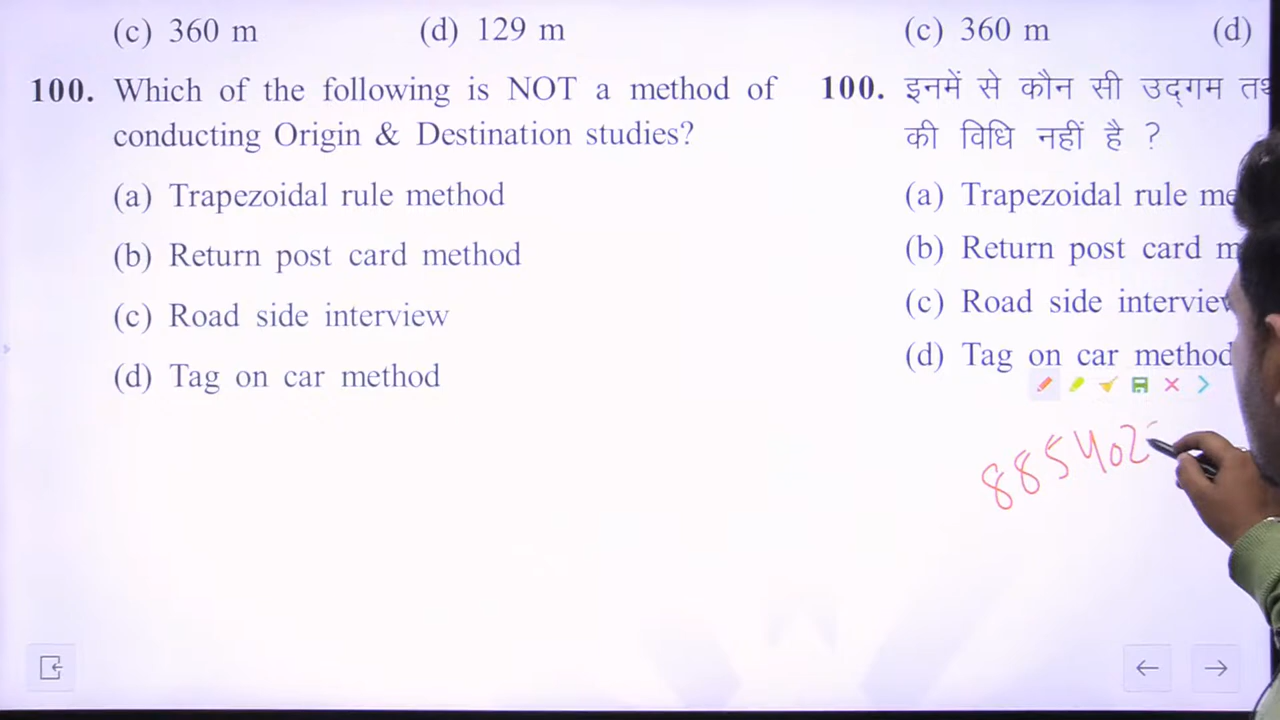 (c) 360 m (d) 129 m
100. Which of the following is NOT a method of
conducting Origin & Destination studies?
(a) Trapezoidal rule method
(b) Return post card method
(c) Road side interview
(d) Tag on car method
(c) 360 m (d)
100. इनमें से कौन सी उद्गम
की विधि नहीं है ?
(a) Trapezoidal rule
(b) Return post card
(c) Road side
(d) Tag on car method
885402